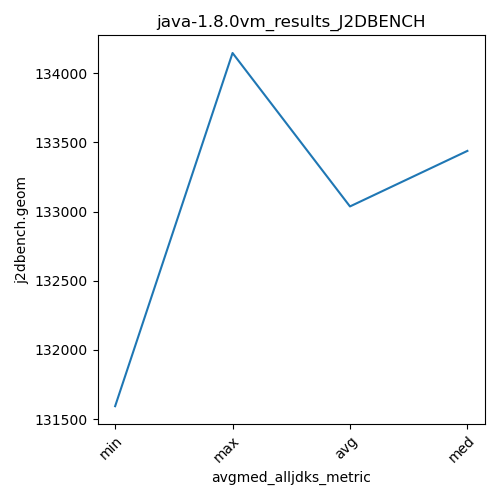 java-1.8.0vm_results_J2DBENCH
j2dbench.geom
134000
133500
133000
132500
132000
131500
min
max
avg
med
avgmed_alljdks_metric